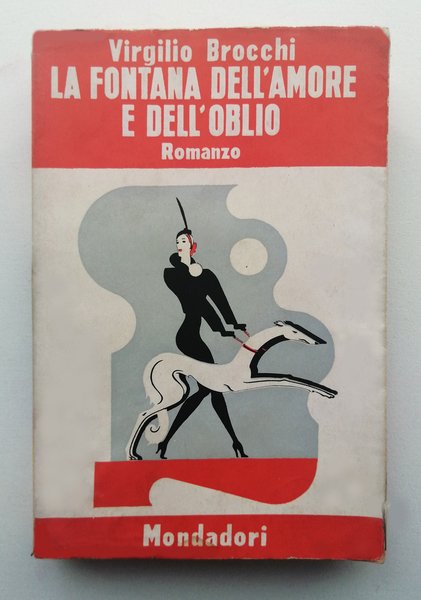 Virgilio Brocchi
LA FONTANA DELL'AMORE
E DELL'OBLIO
Romanzo
Mondadori